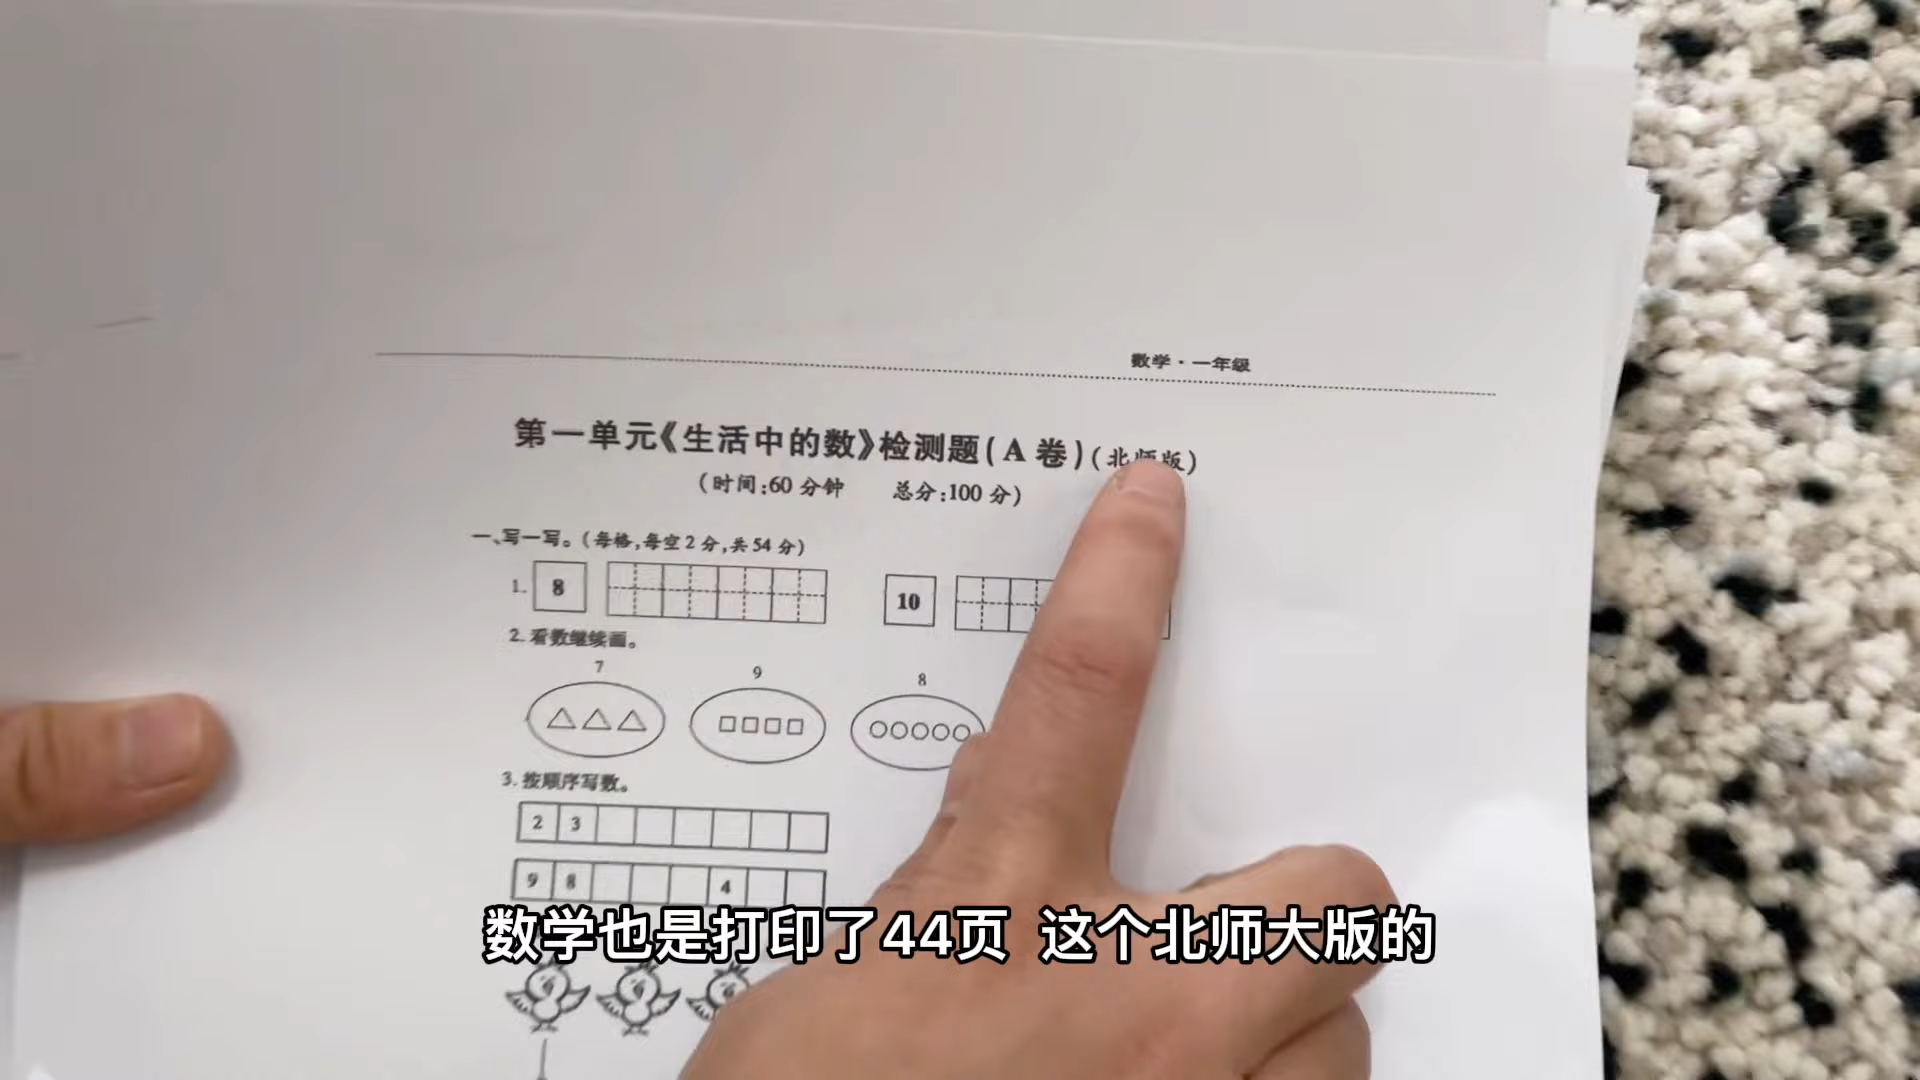 数学·一年级
第一单元《生活中的数》检测题(A卷)(北师版)
(时间:60分钟 总分:100分)
一、写一写。(每格,每空2分,共54分)
1. 8 10
2. 看数继续画。
7 9 8
3. 按顺序写数。
2 3
9 8 4
数学也是打印了44页 这个北师大版的